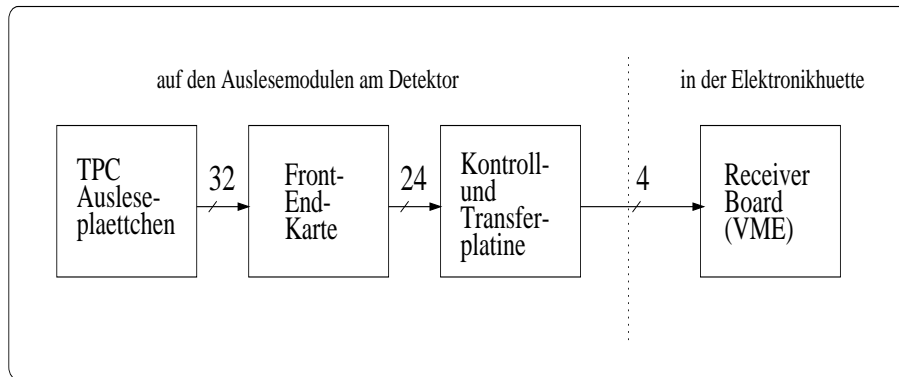 auf den Auslesemodulen am Detektor
in der Elektronikhuette
TPC
Auslese-
plaettchen
32
Front-
End-
Karte
24
Kontroll-
und
Transfer-
platine
4
Receiver
Board
(VME)